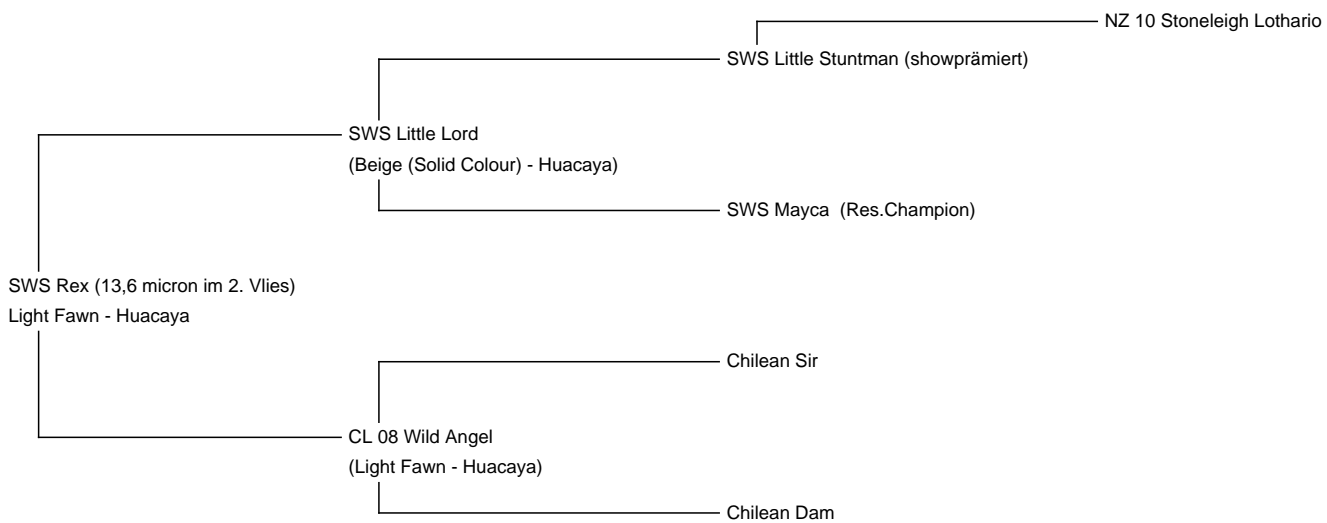 NZ 10 Stoneleigh Lothario
SWS Little Stuntman (showprämiert)
SWS Little Lord
(Beige (Solid Colour) - Huacaya)
SWS Mayca (Res.Champion)
SWS Rex (13,6 micron im 2. Vlies)
Light Fawn - Huacaya
Chilean Sir
CL 08 Wild Angel
(Light Fawn - Huacaya)
Chilean Dam